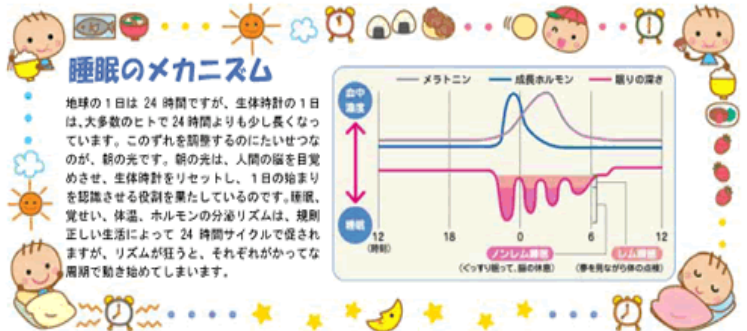 睡眠のメカニズム
地球の1日は 24 時間ですが、生体時計の1日
は、大多数のヒトで 24 時間よりも少し長くなっ
ています。このずれを調整するのにたいせつな
のが、朝の光です。朝の光は、人間の脳を目覚
めさせ、生体時計をリセットし、1日の始まり
を認識させる役割を果たしているのです。睡眠、
覚せい、体温、ホルモンの分泌リズムは、規則
正しい生活によって 24 時間サイクルで促され
ますが、リズムが狂うと、それぞれがかってな
周期で動き始めてしまいます。
メラトニン 成長ホルモン 眠りの深さ
血中
濃度
睡眠
12 18 0 6 12
(時刻)
ノンレム睡眠 レム睡眠
(ぐっすり眠って、脳の休息) (夢を見ながら体の点検)